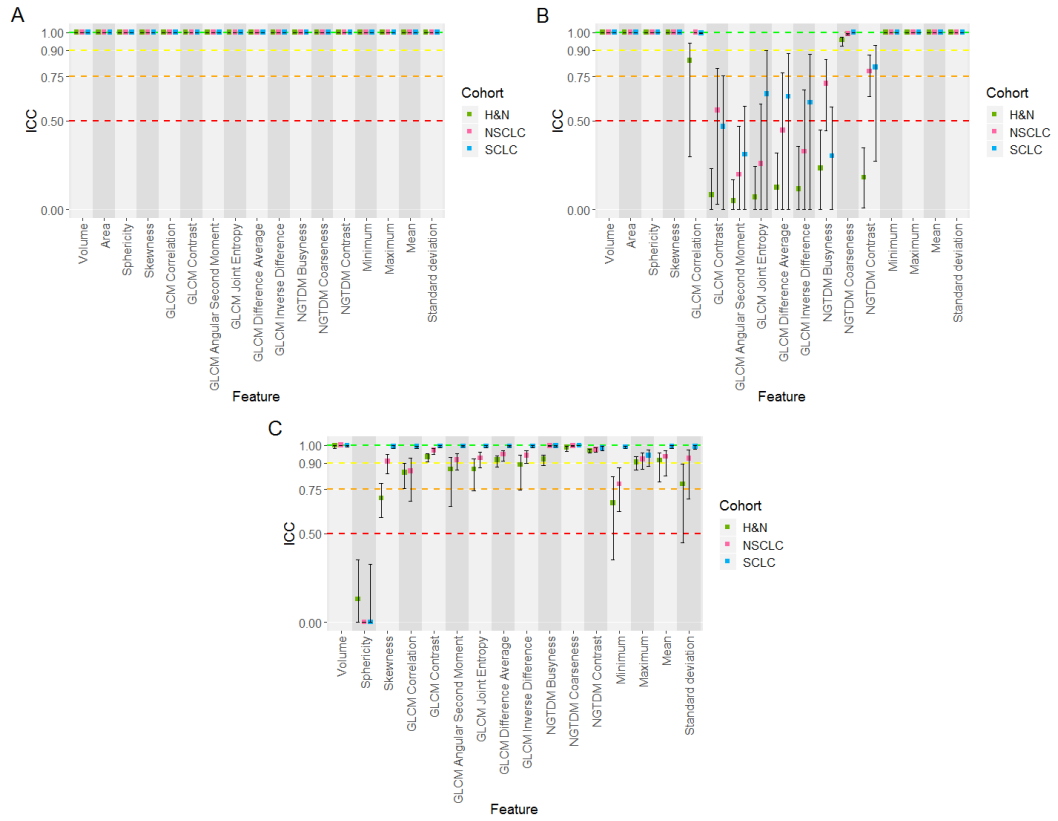 A
1.00
0.90
0.75
0.50
0.00
ICC
Volume
Area
Sphericity
Skewness
GLCM Correlation
GLCM Contrast
GLCM Angular Second Moment
GLCM Joint Entropy
GLCM Difference Average
GLCM Inverse Difference
NGTDM Busyness
NGTDM Coarseness
NGTDM Contrast
Minimum
Maximum
Mean
Standard deviation
Feature
Cohort
H&N
NSCLC
SCLC
B
1.00
0.90
0.75
0.50
0.00
ICC
Volume
Area
Sphericity
Skewness
GLCM Correlation
GLCM Contrast
GLCM Angular Second Moment
GLCM Joint Entropy
GLCM Difference Average
GLCM Inverse Difference
NGTDM Busyness
NGTDM Coarseness
NGTDM Contrast
Minimum
Maximum
Mean
Standard deviation
Feature
Cohort
H&N
NSCLC
SCLC
C
1.00
0.90
0.75
0.50
0.00
ICC
Volume
Sphericity
Skewness
GLCM Correlation
GLCM Contrast
GLCM Angular Second Moment
GLCM Joint Entropy
GLCM Difference Average
GLCM Inverse Difference
NGTDM Busyness
NGTDM Coarseness
NGTDM Contrast
Minimum
Maximum
Mean
Standard deviation
Feature
Cohort
H&N
NSCLC
SCLC